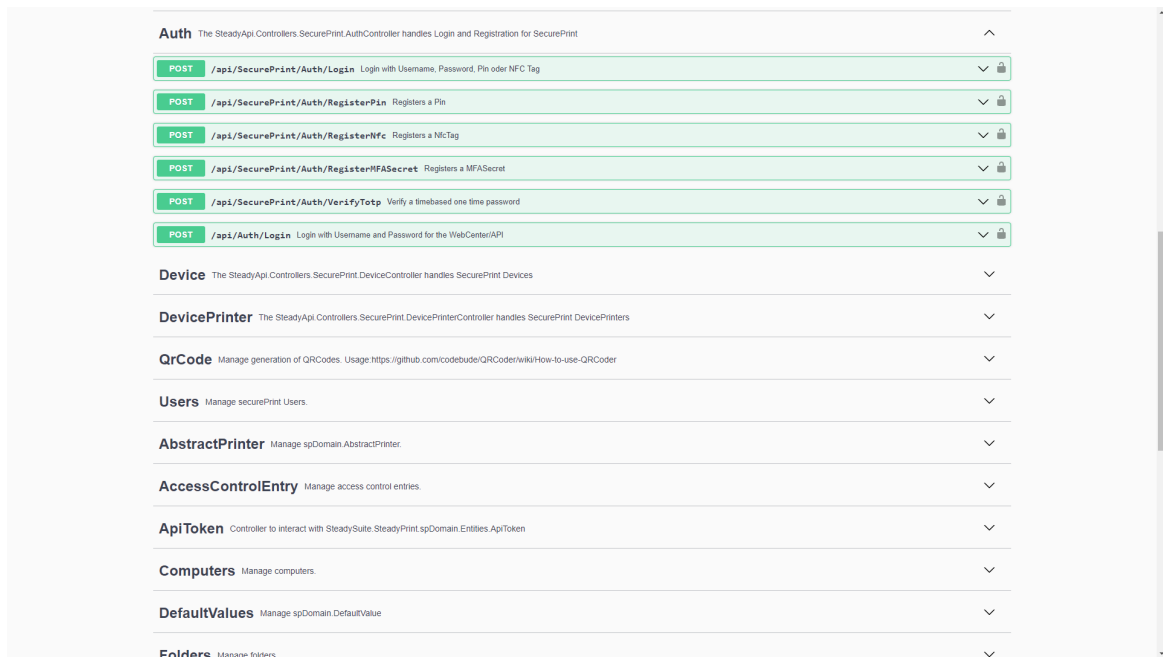 Auth The SteadyApi.Controllers.SecurePrint.AuthController handles Login and Registration for SecurePrint
POST /api/SecurePrint/Auth/Login Login with Username, Password, Pin oder NFC Tag
POST /api/SecurePrint/Auth/RegisterPin Registers a Pin
POST /api/SecurePrint/Auth/RegisterNfc Registers a NfcTag
POST /api/SecurePrint/Auth/RegisterMFASecret Registers a MFASecret
POST /api/SecurePrint/Auth/VerifyTotp Verify a timebased one time password
POST /api/Auth/Login Login with Username and Password for the WebCenter/API
Device The SteadyApi.Controllers.SecurePrint.DeviceController handles SecurePrint Devices
DevicePrinter The SteadyApi.Controllers.SecurePrint.DevicePrinterController handles SecurePrint DevicePrinters
QrCode Manage generation of QRCodes. Usage:https://github.com/codebude/QRCoder/wiki/How-to-use-QRCoder
Users Manage securePrint Users.
AbstractPrinter Manage spDomain.AbstractPrinter.
AccessControlEntry Manage access control entries.
ApiToken Controller to interact with SteadySuite.SteadyPrint.spDomain.Entities.ApiToken
Computers Manage computers.
DefaultValues Manage spDomain.DefaultValue
Folders Manage folders